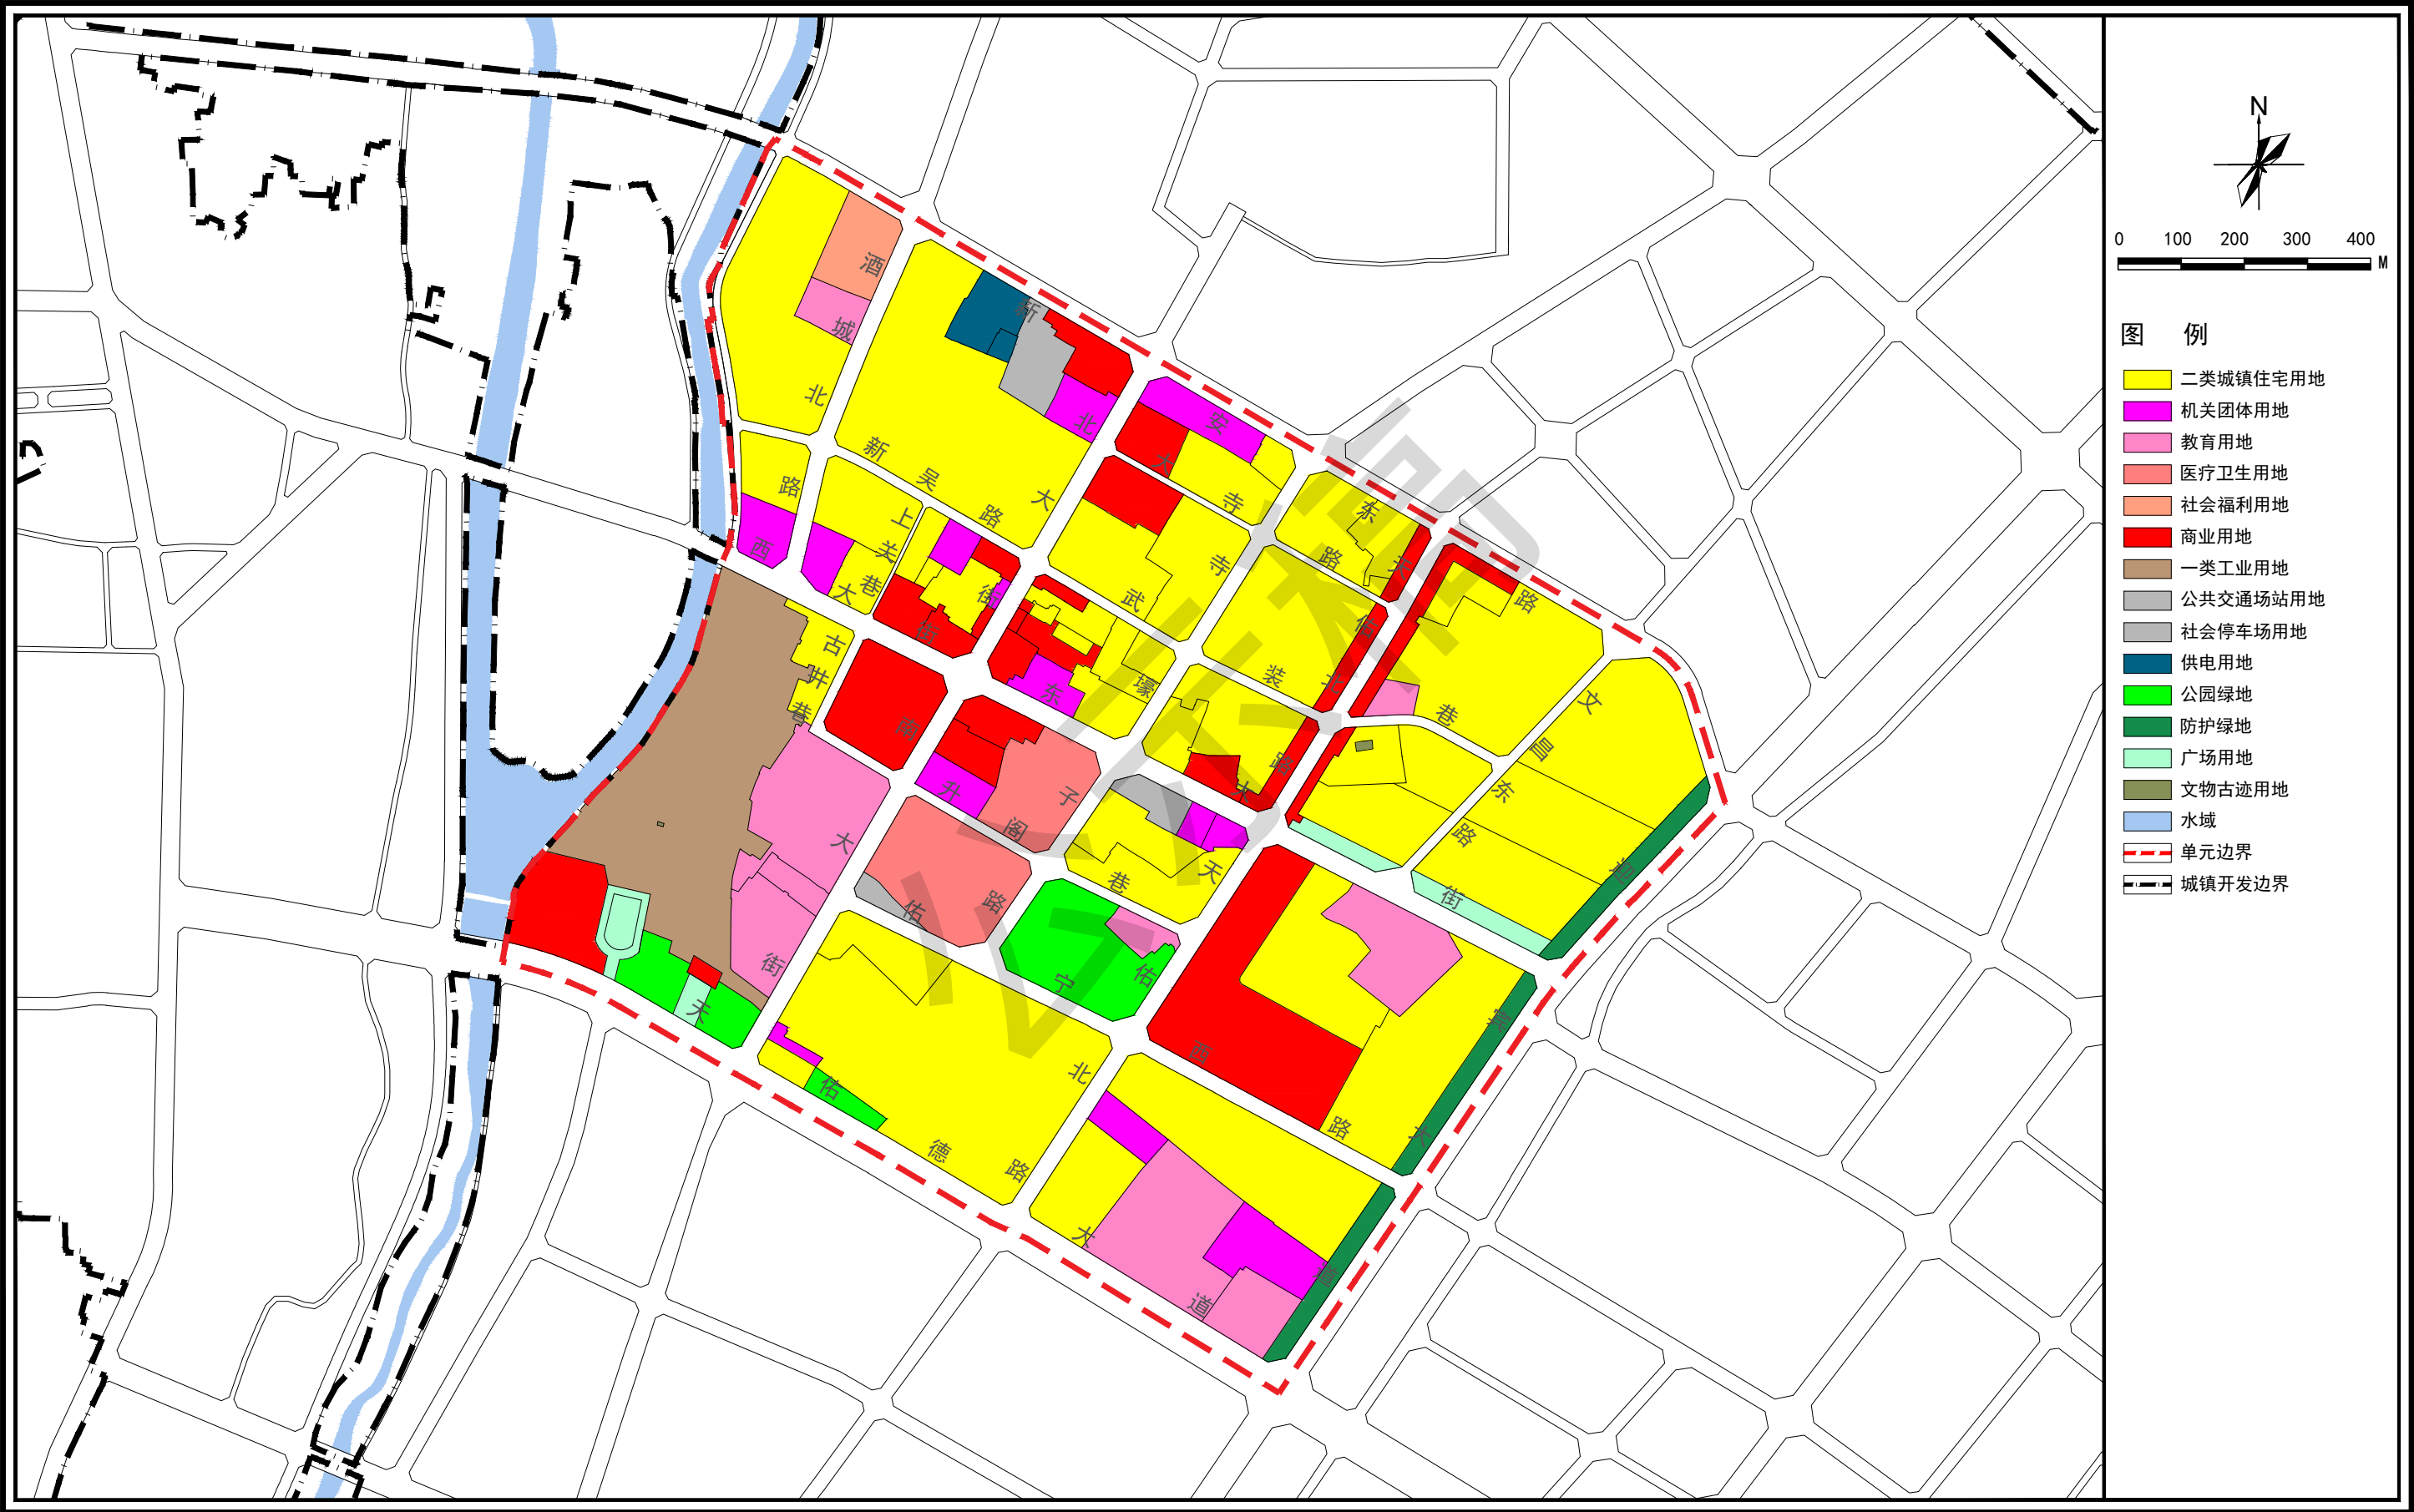 N
0 100 200 300 400 M
图 例
二类城镇住宅用地
机关团体用地
教育用地
医疗卫生用地
社会福利用地
商业用地
一类工业用地
公共交通场站用地
社会停车场用地
供电用地
公园绿地
防护绿地
广场用地
文物古迹用地
水域
单元边界
城镇开发边界
酒城北路
新安东路
新吴路
北大街
大寺路
上关巷
西大街
古井巷
武装巷
寺壕子路
天佑北路
东大街
南大街
升阁巷
文昌东路
天佑北路
佑宁西路
迎宾大道
天佑德大道